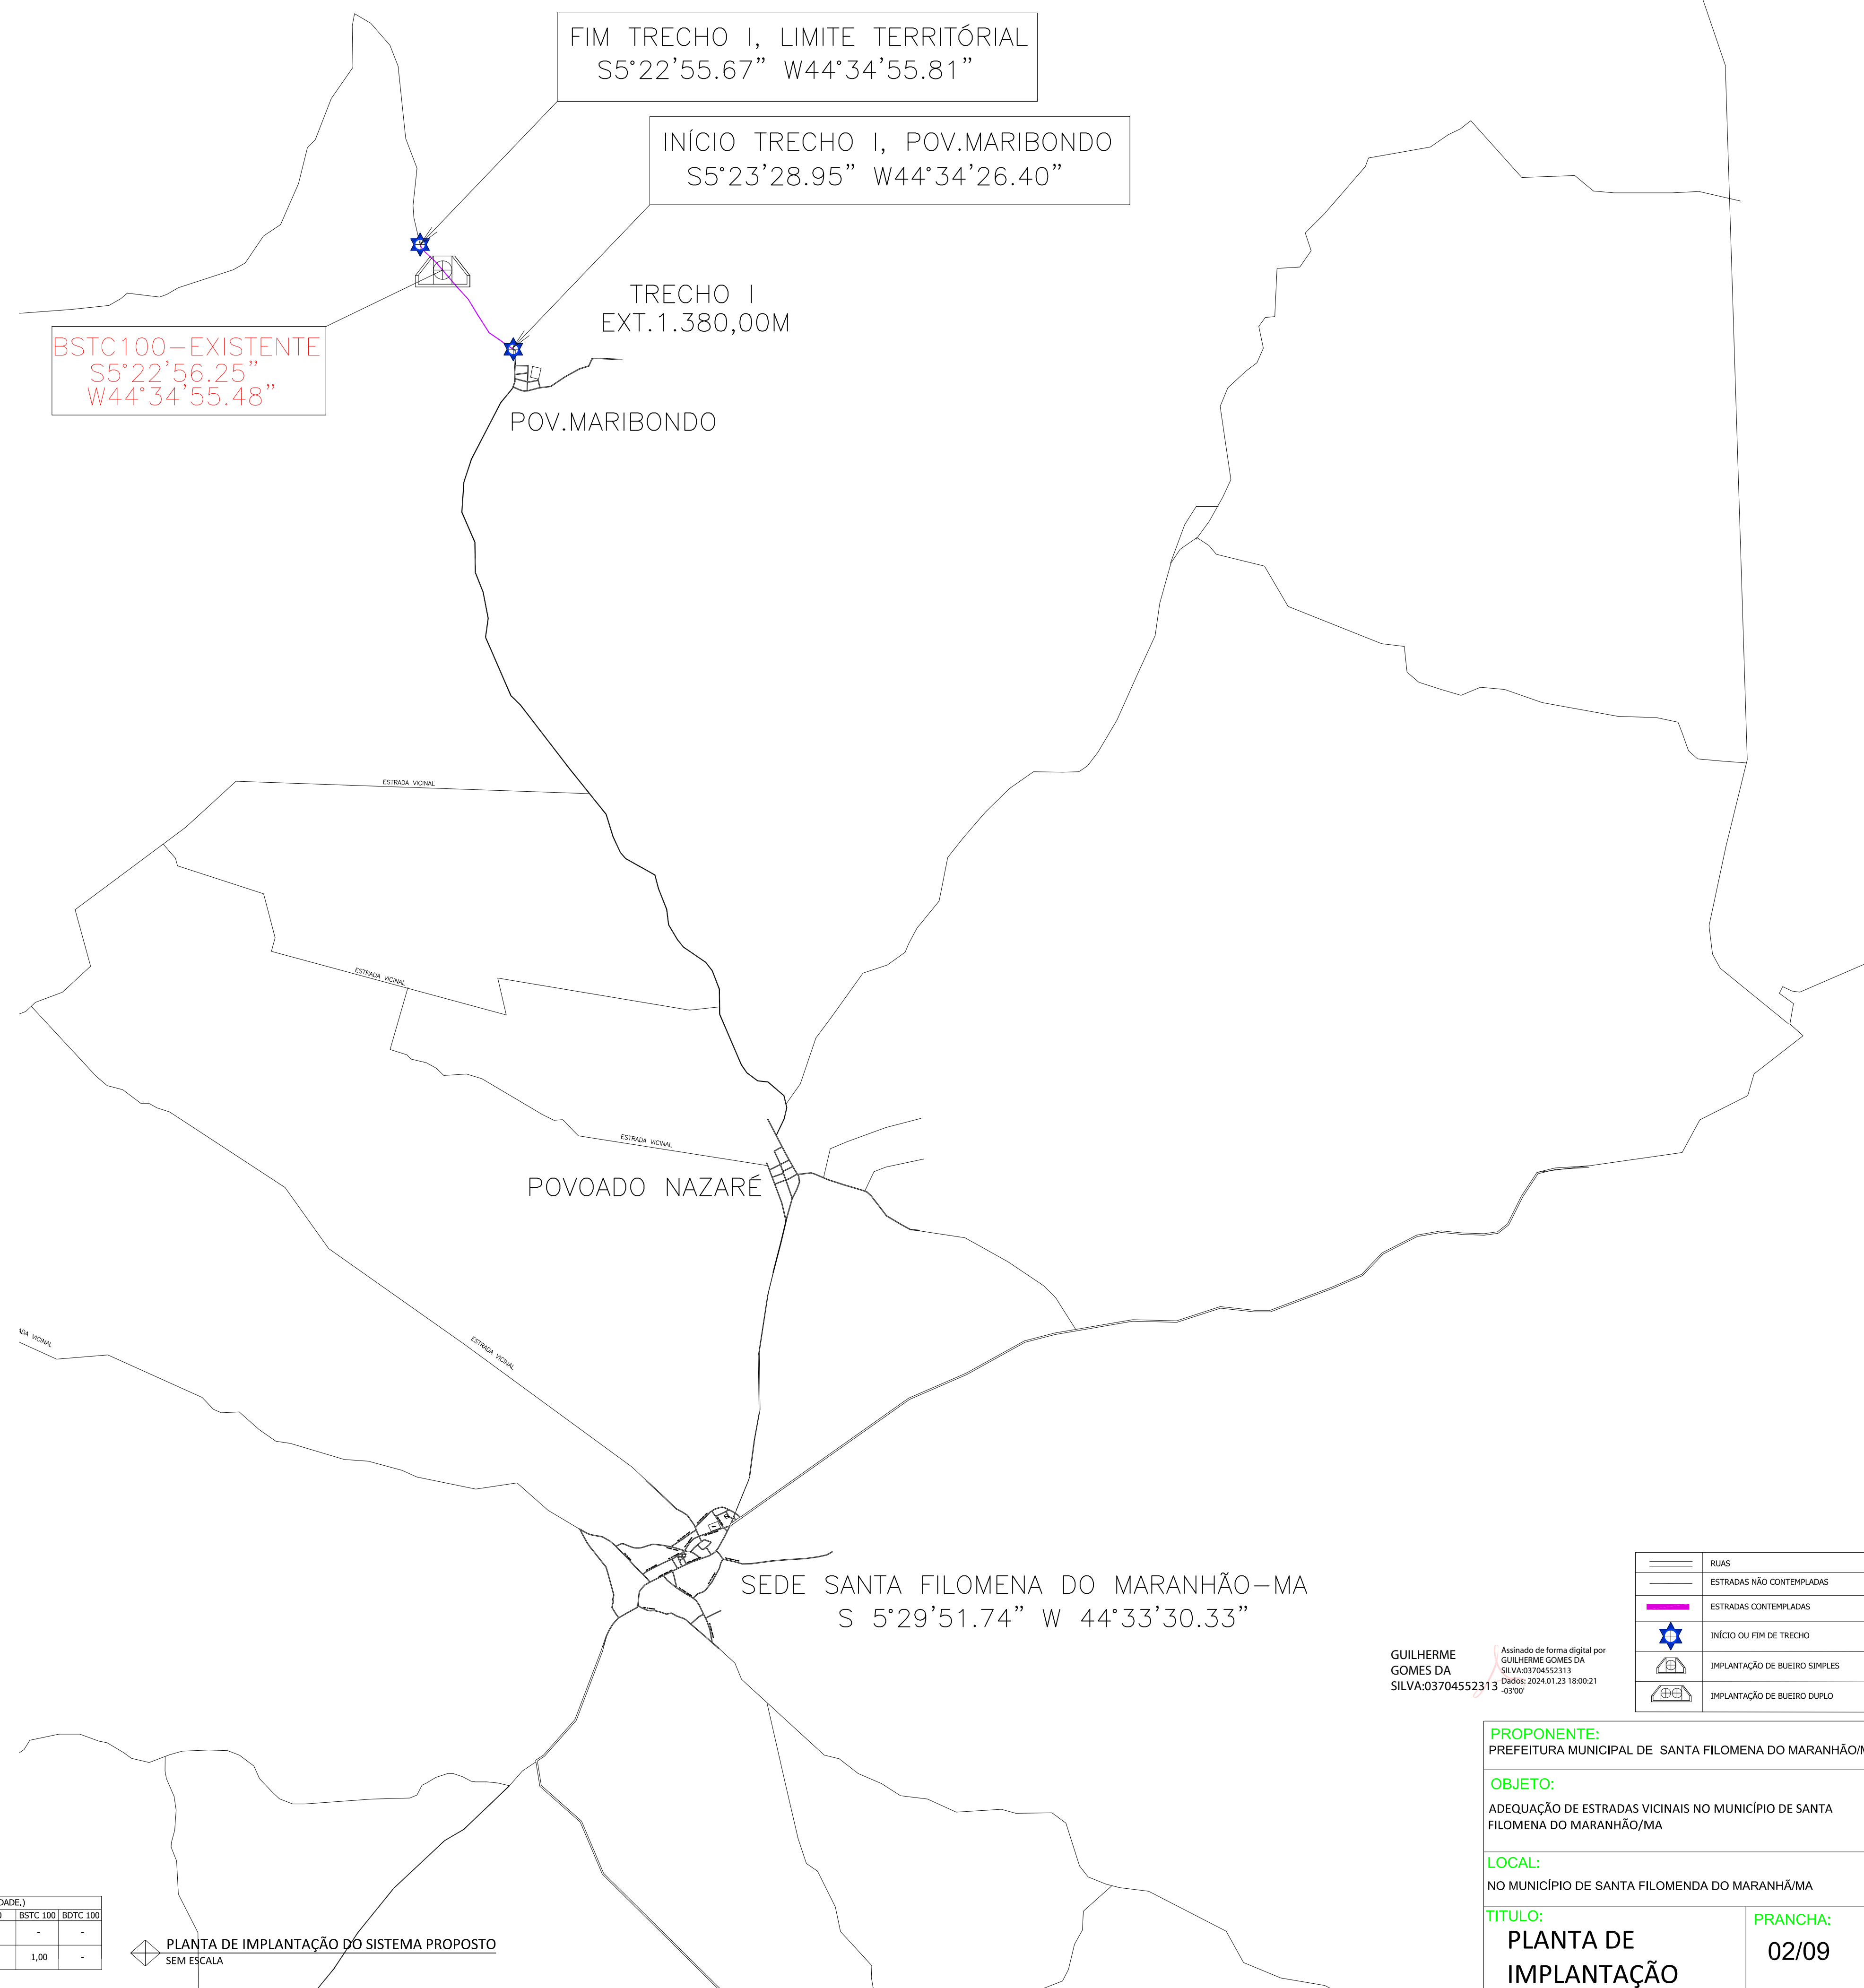 FIM TRECHO I, LIMITE TERRITÓRIAL
S5°22'55.67" W44°34'55.81"
INÍCIO TRECHO I, POV.MARIBONDO
S5°23'28.95" W44°34'26.40"
TRECHO I
EXT.1.380,00M
BSTC100-EXISTENTE
S5°22'56.25"
W44°34'55.48"
POV.MARIBONDO
ESTRADA VICINAL
ESTRADA VICINAL
ESTRADA VICINAL
POVOADO NAZARÉ
ADA VICINAL
ESTRADA VICINAL
SEDE SANTA FILOMENA DO MARANHÃO-MA
S 5°29'51.74" W 44°33'30.33"
RUAS
ESTRADAS NÃO CONTEMPLADAS
ESTRADAS CONTEMPLADAS
INÍCIO OU FIM DE TRECHO
IMPLANTAÇÃO DE BUEIRO SIMPLES
IMPLANTAÇÃO DE BUEIRO DUPLO
GUILHERME
GOMES DA
SILVA:03704552313
Assinado de forma digital por
GUILHERME GOMES DA
SILVA:03704552313
Dados: 2024.01.23 18:00:21
-03'00'
PROPONENTE:
PREFEITURA MUNICIPAL DE SANTA FILOMENA DO MARANHÃO/M
OBJETO:
ADEQUAÇÃO DE ESTRADAS VICINAIS NO MUNICÍPIO DE SANTA
FILOMENA DO MARANHÃO/MA
LOCAL:
NO MUNICÍPIO DE SANTA FILOMENDA DO MARANHÃ/MA
TITULO:
PLANTA DE
IMPLANTAÇÃO
PRANCHA:
02/09
DADE,)
0 BSTC 100 BDTC 100
- -
1,00 -
PLANTA DE IMPLANTAÇÃO DO SISTEMA PROPOSTO
SEM ESCALA